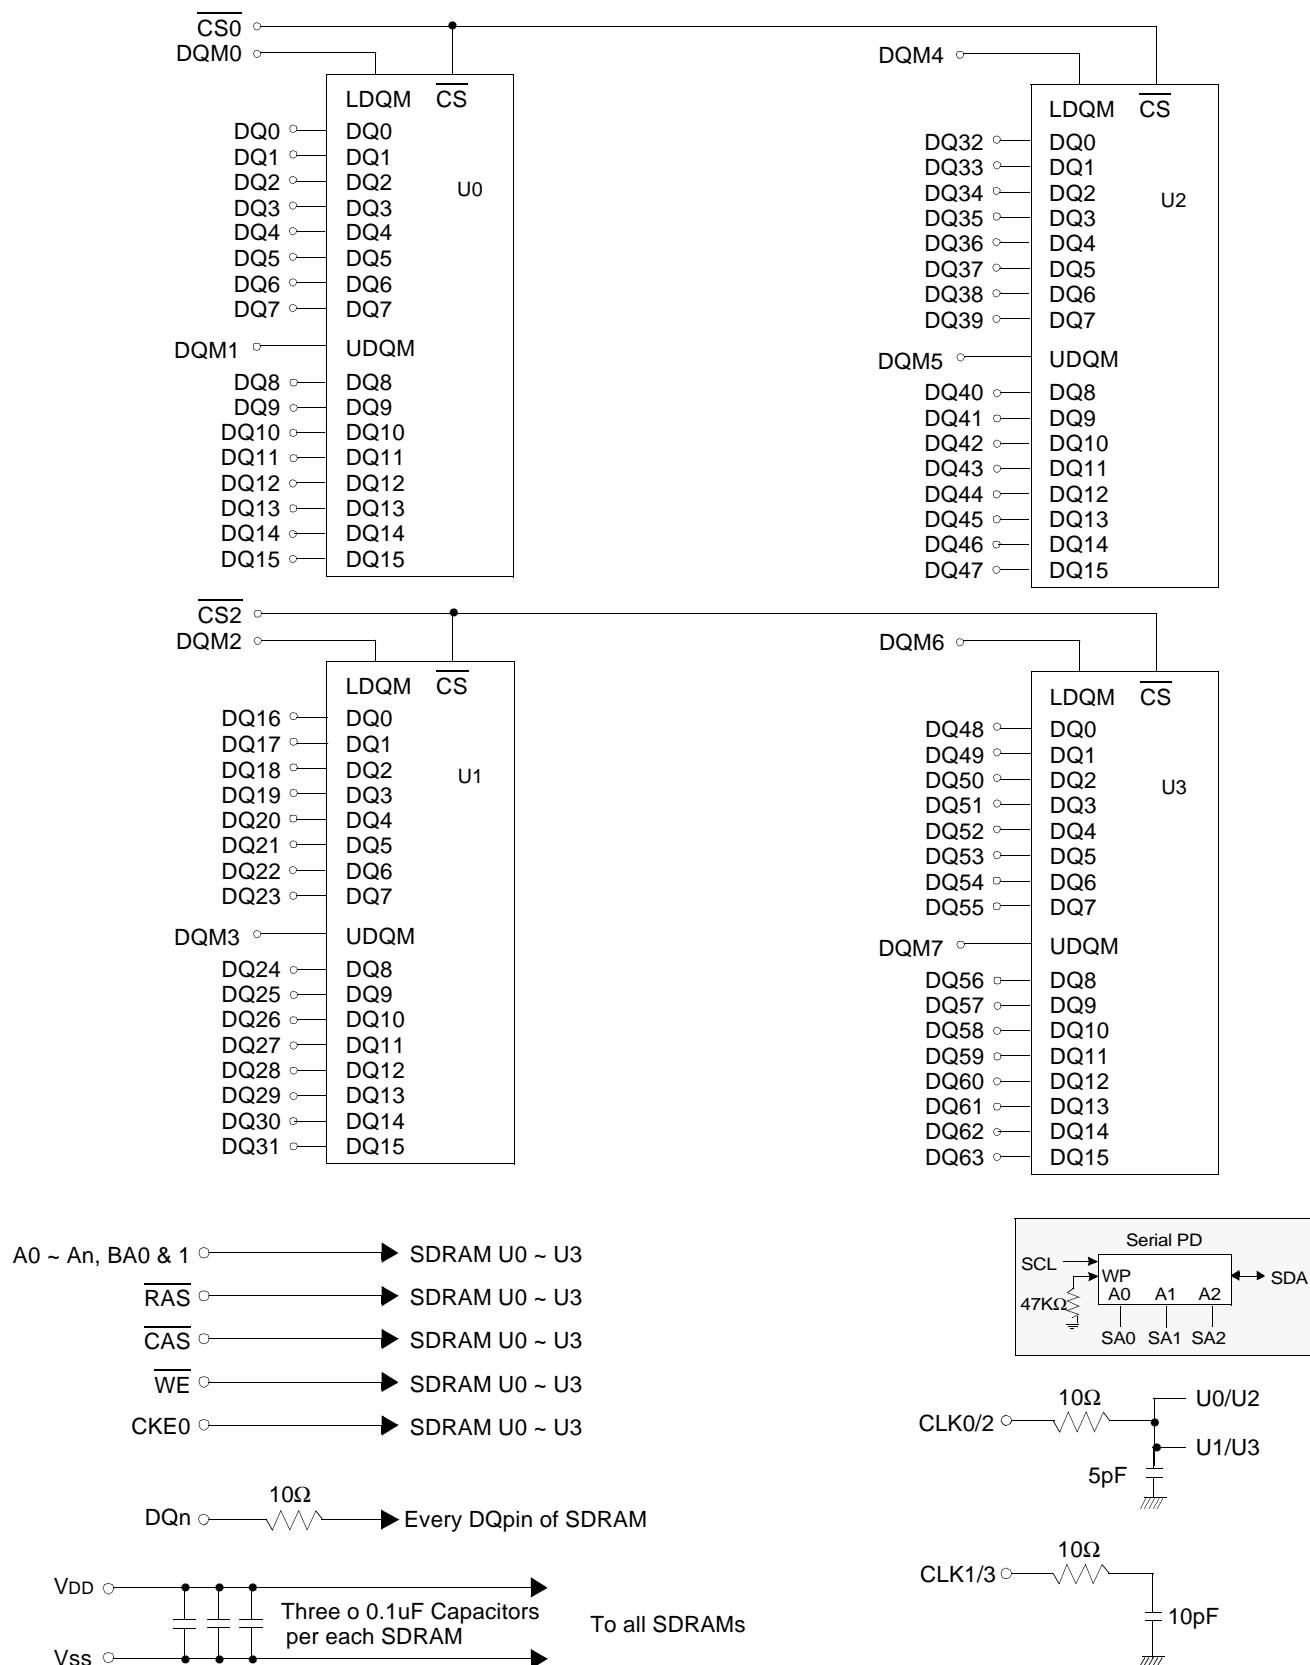 CS0
DQM0
LDQM CS
DQ0 DQ0
DQ1 DQ1
DQ2 DQ2
U0
DQ3 DQ3
DQ4 DQ4
DQ5 DQ5
DQ6 DQ6
DQ7 DQ7
DQM1 UDQM
DQ8 DQ8
DQ9 DQ9
DQ10 DQ10
DQ11 DQ11
DQ12 DQ12
DQ13 DQ13
DQ14 DQ14
DQ15 DQ15
DQM4
LDQM CS
DQ32 DQ0
DQ33 DQ1
DQ34 DQ2
U2
DQ35 DQ3
DQ36 DQ4
DQ37 DQ5
DQ38 DQ6
DQ39 DQ7
DQM5 UDQM
DQ40 DQ8
DQ41 DQ9
DQ42 DQ10
DQ43 DQ11
DQ44 DQ12
DQ45 DQ13
DQ46 DQ14
DQ47 DQ15
CS2
DQM2
LDQM CS
DQ16 DQ0
DQ17 DQ1
DQ18 DQ2
U1
DQ19 DQ3
DQ20 DQ4
DQ21 DQ5
DQ22 DQ6
DQ23 DQ7
DQM3 UDQM
DQ24 DQ8
DQ25 DQ9
DQ26 DQ10
DQ27 DQ11
DQ28 DQ12
DQ29 DQ13
DQ30 DQ14
DQ31 DQ15
DQM6
LDQM CS
DQ48 DQ0
DQ49 DQ1
DQ50 DQ2
U3
DQ51 DQ3
DQ52 DQ4
DQ53 DQ5
DQ54 DQ6
DQ55 DQ7
DQM7 UDQM
DQ56 DQ8
DQ57 DQ9
DQ58 DQ10
DQ59 DQ11
DQ60 DQ12
DQ61 DQ13
DQ62 DQ14
DQ63 DQ15
A0 ~ An, BA0 & 1 SDRAM U0 ~ U3
RAS SDRAM U0 ~ U3
CAS SDRAM U0 ~ U3
WE SDRAM U0 ~ U3
CKE0 SDRAM U0 ~ U3
10Ω
DQn Every DQpin of SDRAM
VDD
Three o 0.1uF Capacitors
per each SDRAM
To all SDRAMs
Vss
Serial PD
SCL
WP
SDA
47KΩ
A0 A1 A2
SA0 SA1 SA2
10Ω
U0/U2
CLK0/2
U1/U3
5pF
10Ω
CLK1/3
10pF